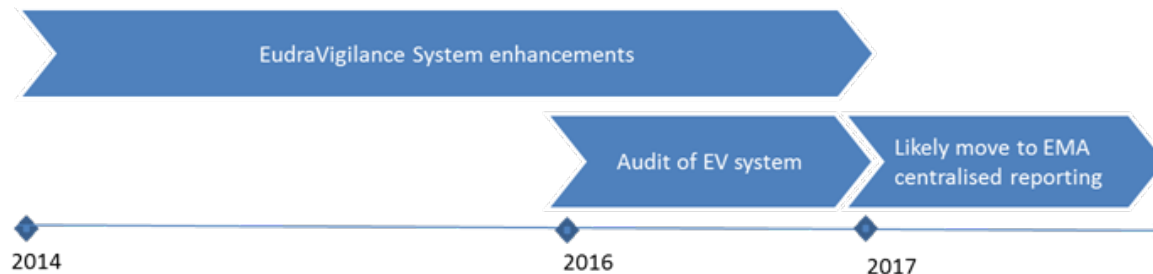 EudraVigilance System enhancements
Audit of EV system
Likely move to EMA
centralised reporting
2014
2016
2017